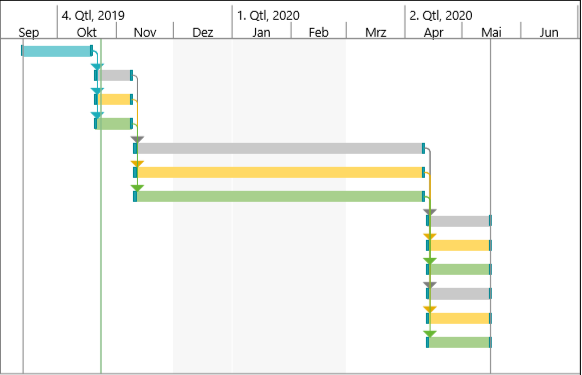 4. Qtl, 2019 1. Qtl, 2020 2. Qtl, 2020
Sep Okt Nov Dez Jan Feb Mrz Apr Mai Jun